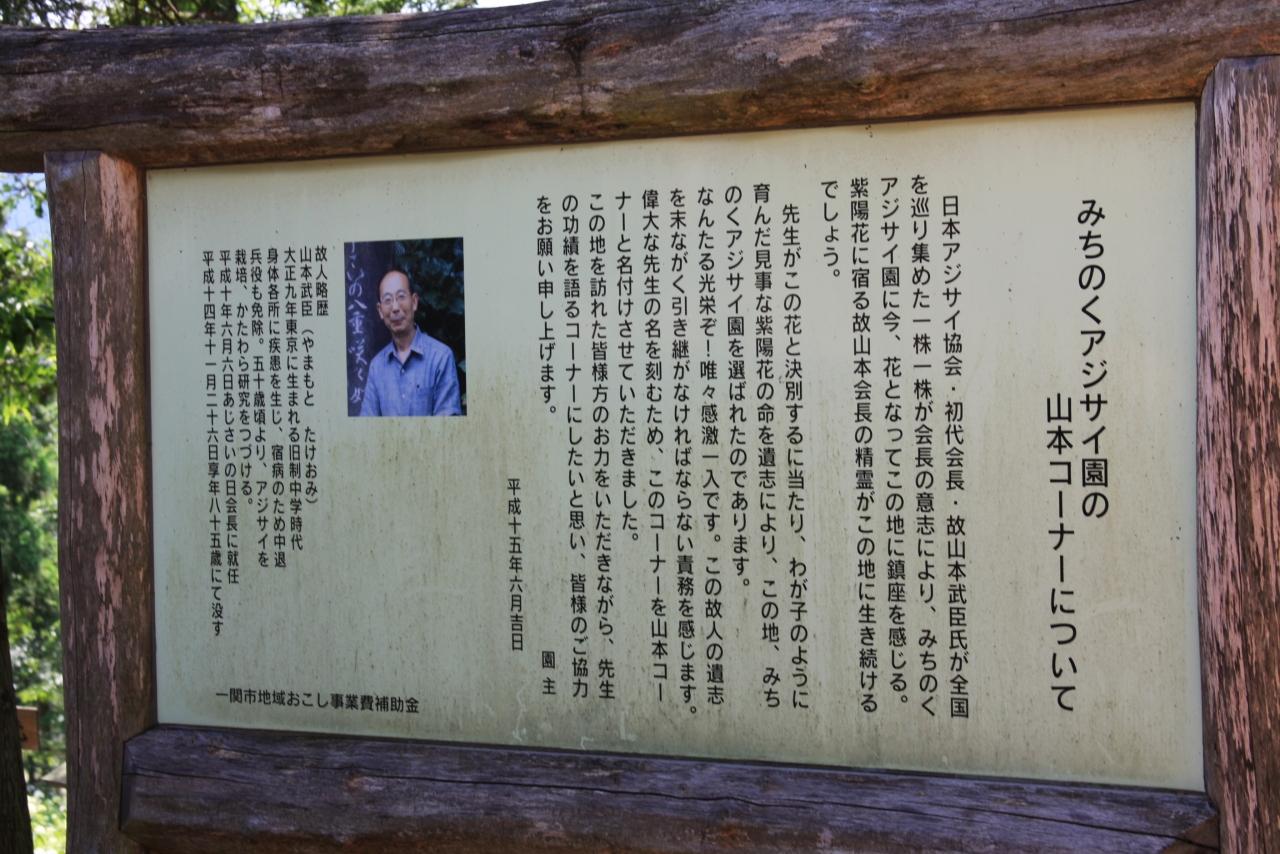 みちのくアジサイ園の
山本コーナーについて
日本アジサイ協会・初代会長・故山本武臣氏が全国
を巡り集めた一株一株が会長の意志により、みちのく
アジサイ園に今、花となってこの地に鎮座を感じる。
紫陽花に宿る故山本会長の精霊がこの地に生き続ける
でしょう。
先生がこの花と決別するに当たり、わが子のように
育んだ見事な紫陽花の命を遺志により、この地、みち
のくアジサイ園を選ばれたのであります。
なんたる光栄ぞ！唯々感激一入です。この故人の遺志
を末ながく引き継がなければならない責務を感じます。
偉大な先生の名を刻むため、このコーナーを山本コー
ナーと名付けさせていただきました。
この地を訪れた皆様方のお力をいただきながら、先生
の功績を語るコーナーにしたいと思い、皆様のご協力
をお願い申し上げます。
園主
平成十五年六月吉日
の八重咲く
故人略歴
山本武臣（やまもと たけおみ）
大正九年東京に生まれる旧制中学時代
身体各所に疾患を生じ、宿病のため中退
兵役も免除。五十歳頃より、アジサイを
栽培、かたわら研究をつづける。
平成十年六月六日あじさいの日会長に就任
平成十四年十一月二十六日享年八十五歳にて没す
一関市地域おこし事業費補助金